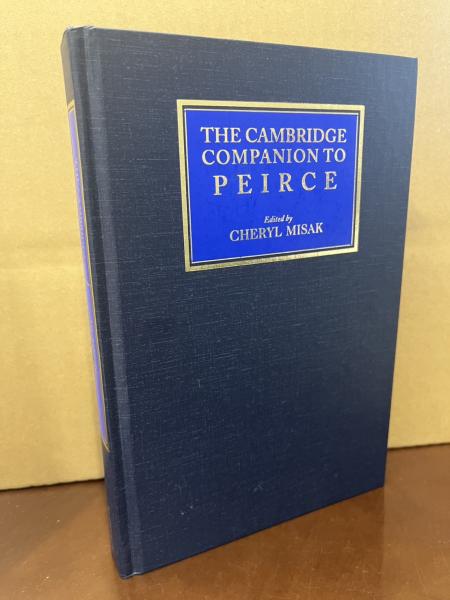 THE CAMBRIDGE
COMPANION TO
PEIRCE
Edited by
CHERYL MISAK